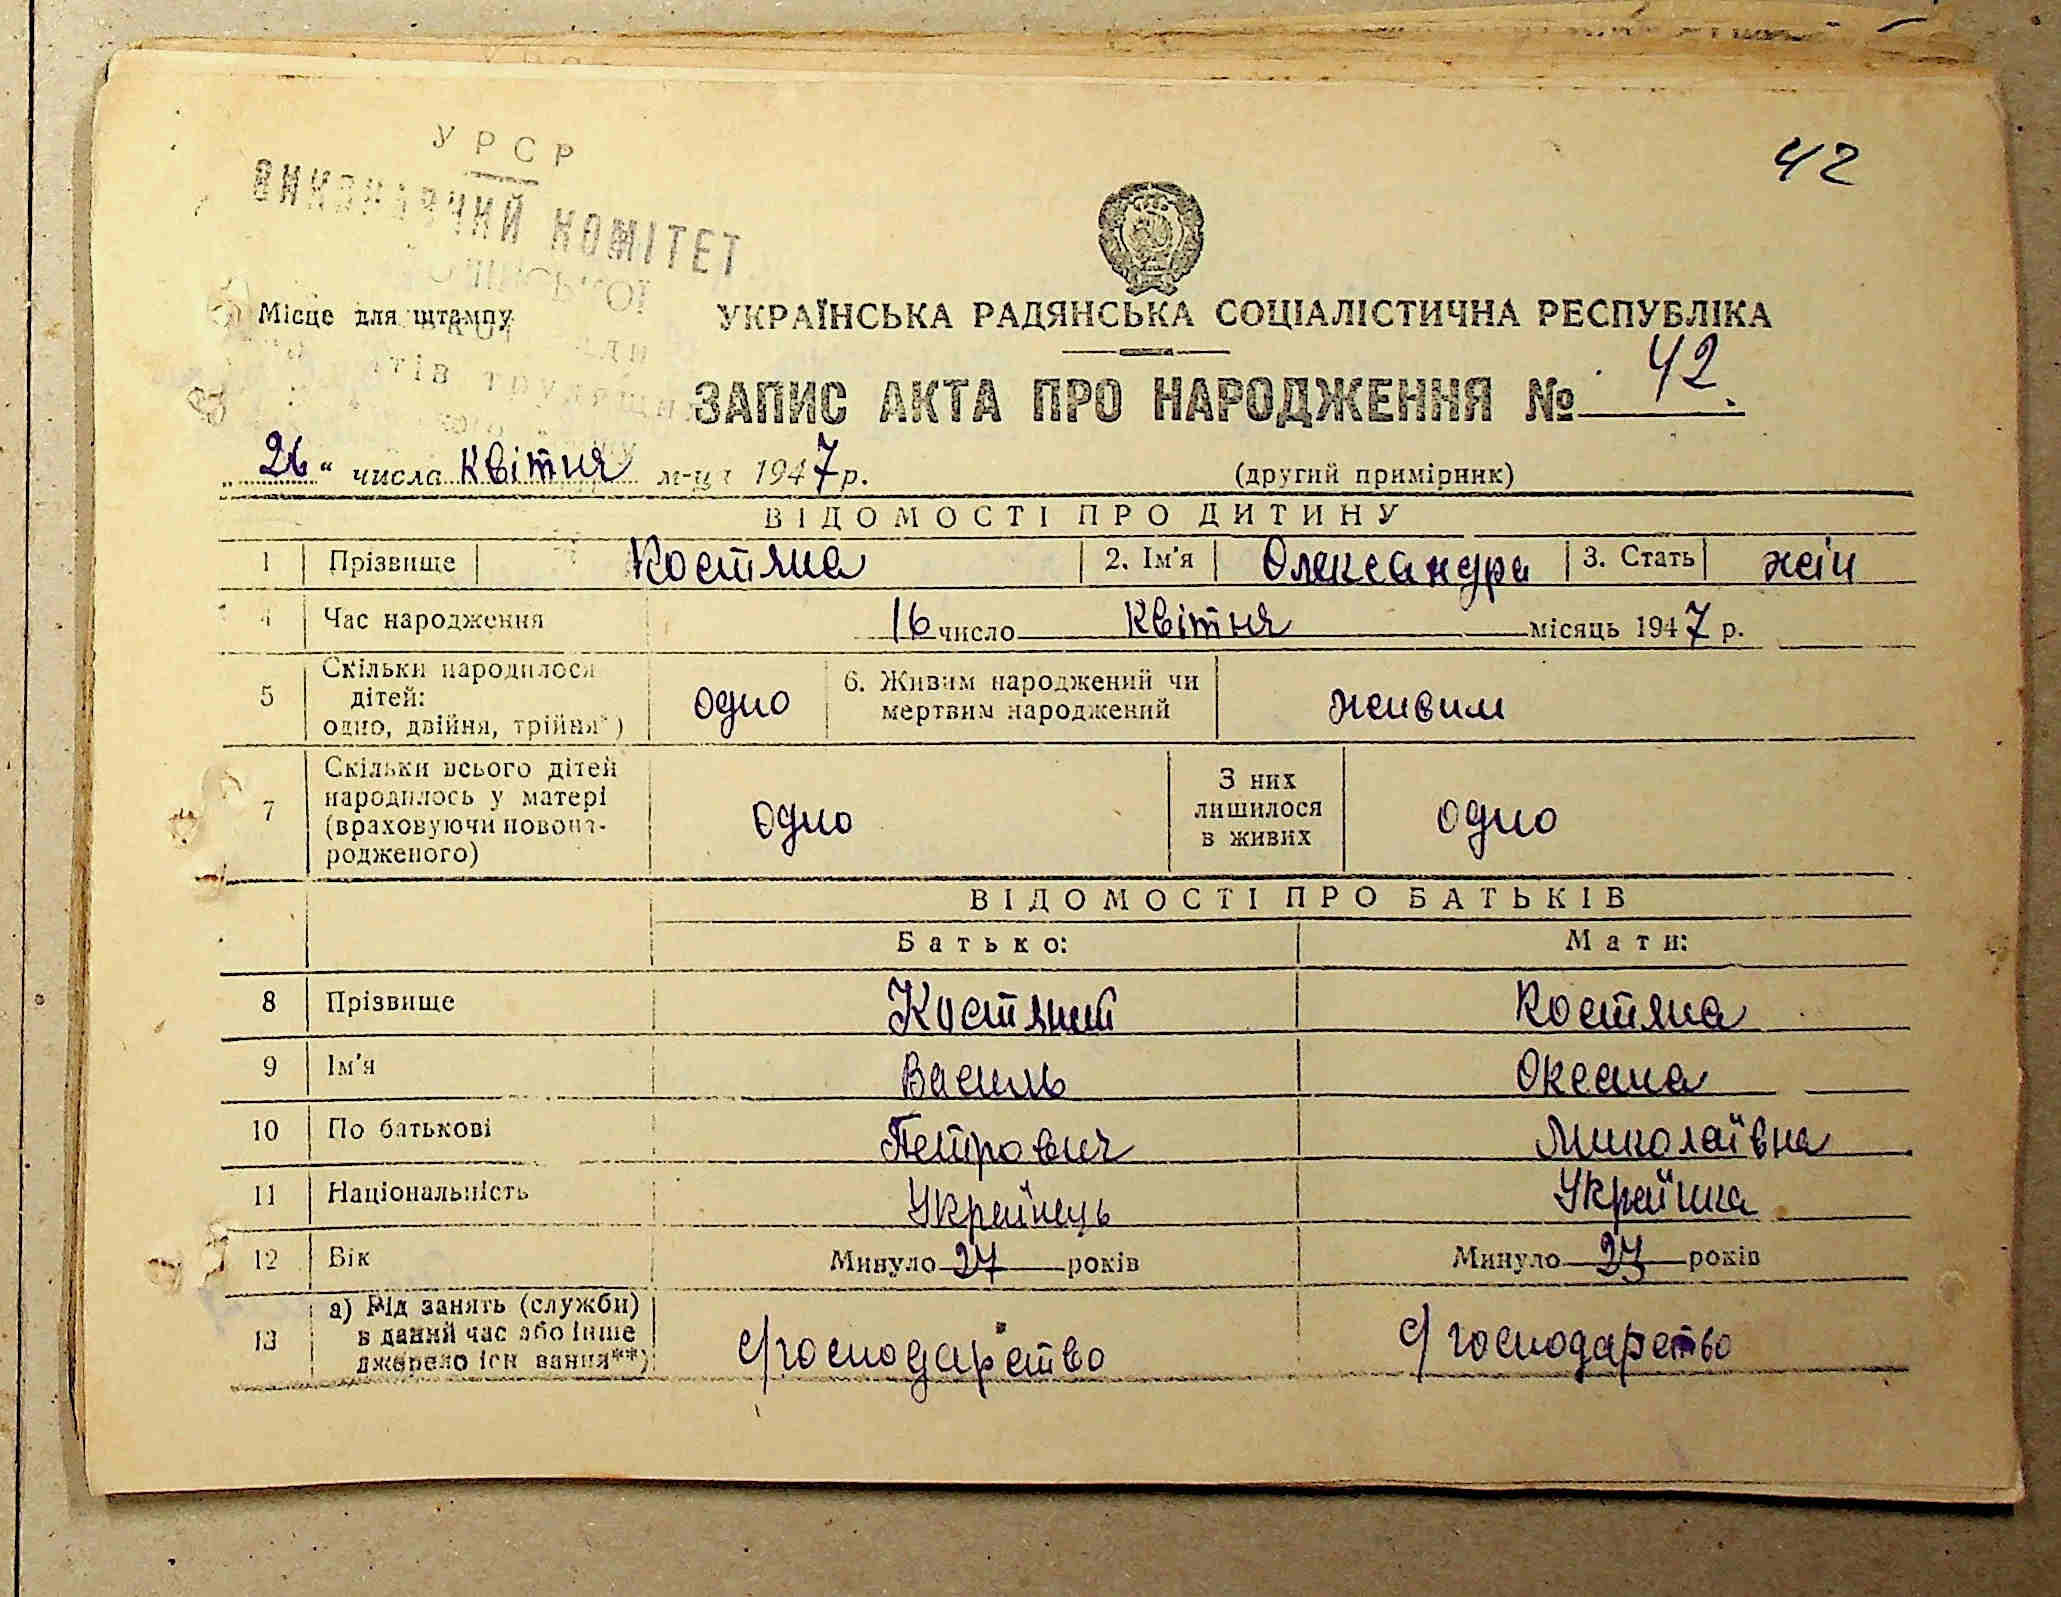 42
УРСР
ВИКОНАВЧИЙ КОМІТЕТ
Місце для штампу
УКРАЇНСЬКА РАДЯНСЬКА СОЦІАЛІСТИЧНА РЕСПУБЛІКА
ЗАПИС АКТА ПРО НАРОДЖЕННЯ № 42.
„26“ числа квітня м-ця 1947 р.
(другий примірник)
ВІДОМОСТІ ПРО ДИТИНУ
1 Прізвище Костяна 2. Ім'я Олександра 3. Стать жін
4 Час народження 16 число квітня місяць 1947 р.
5 Скільки народилося
дітей:
одно, двійня, трійня*) одно 6. Живим народжений чи
мертвим народжений живим
7 Скільки всього дітей
народилось у матері
(враховуючи новона-
родженого) одно З них
лишилося
в живих одно
ВІДОМОСТІ ПРО БАТЬКІВ
Батько: Мати:
8 Прізвище Костяний Костяна
9 Ім'я Василь Оксана
10 По батькові Петрович Миколаївна
11 Національність Українець Українка
12 Вік Минуло 27 років Минуло 23 років
13 а) Рід занять (служби)
в даний час або інше
джерело існування**) с/господарство с/господарство